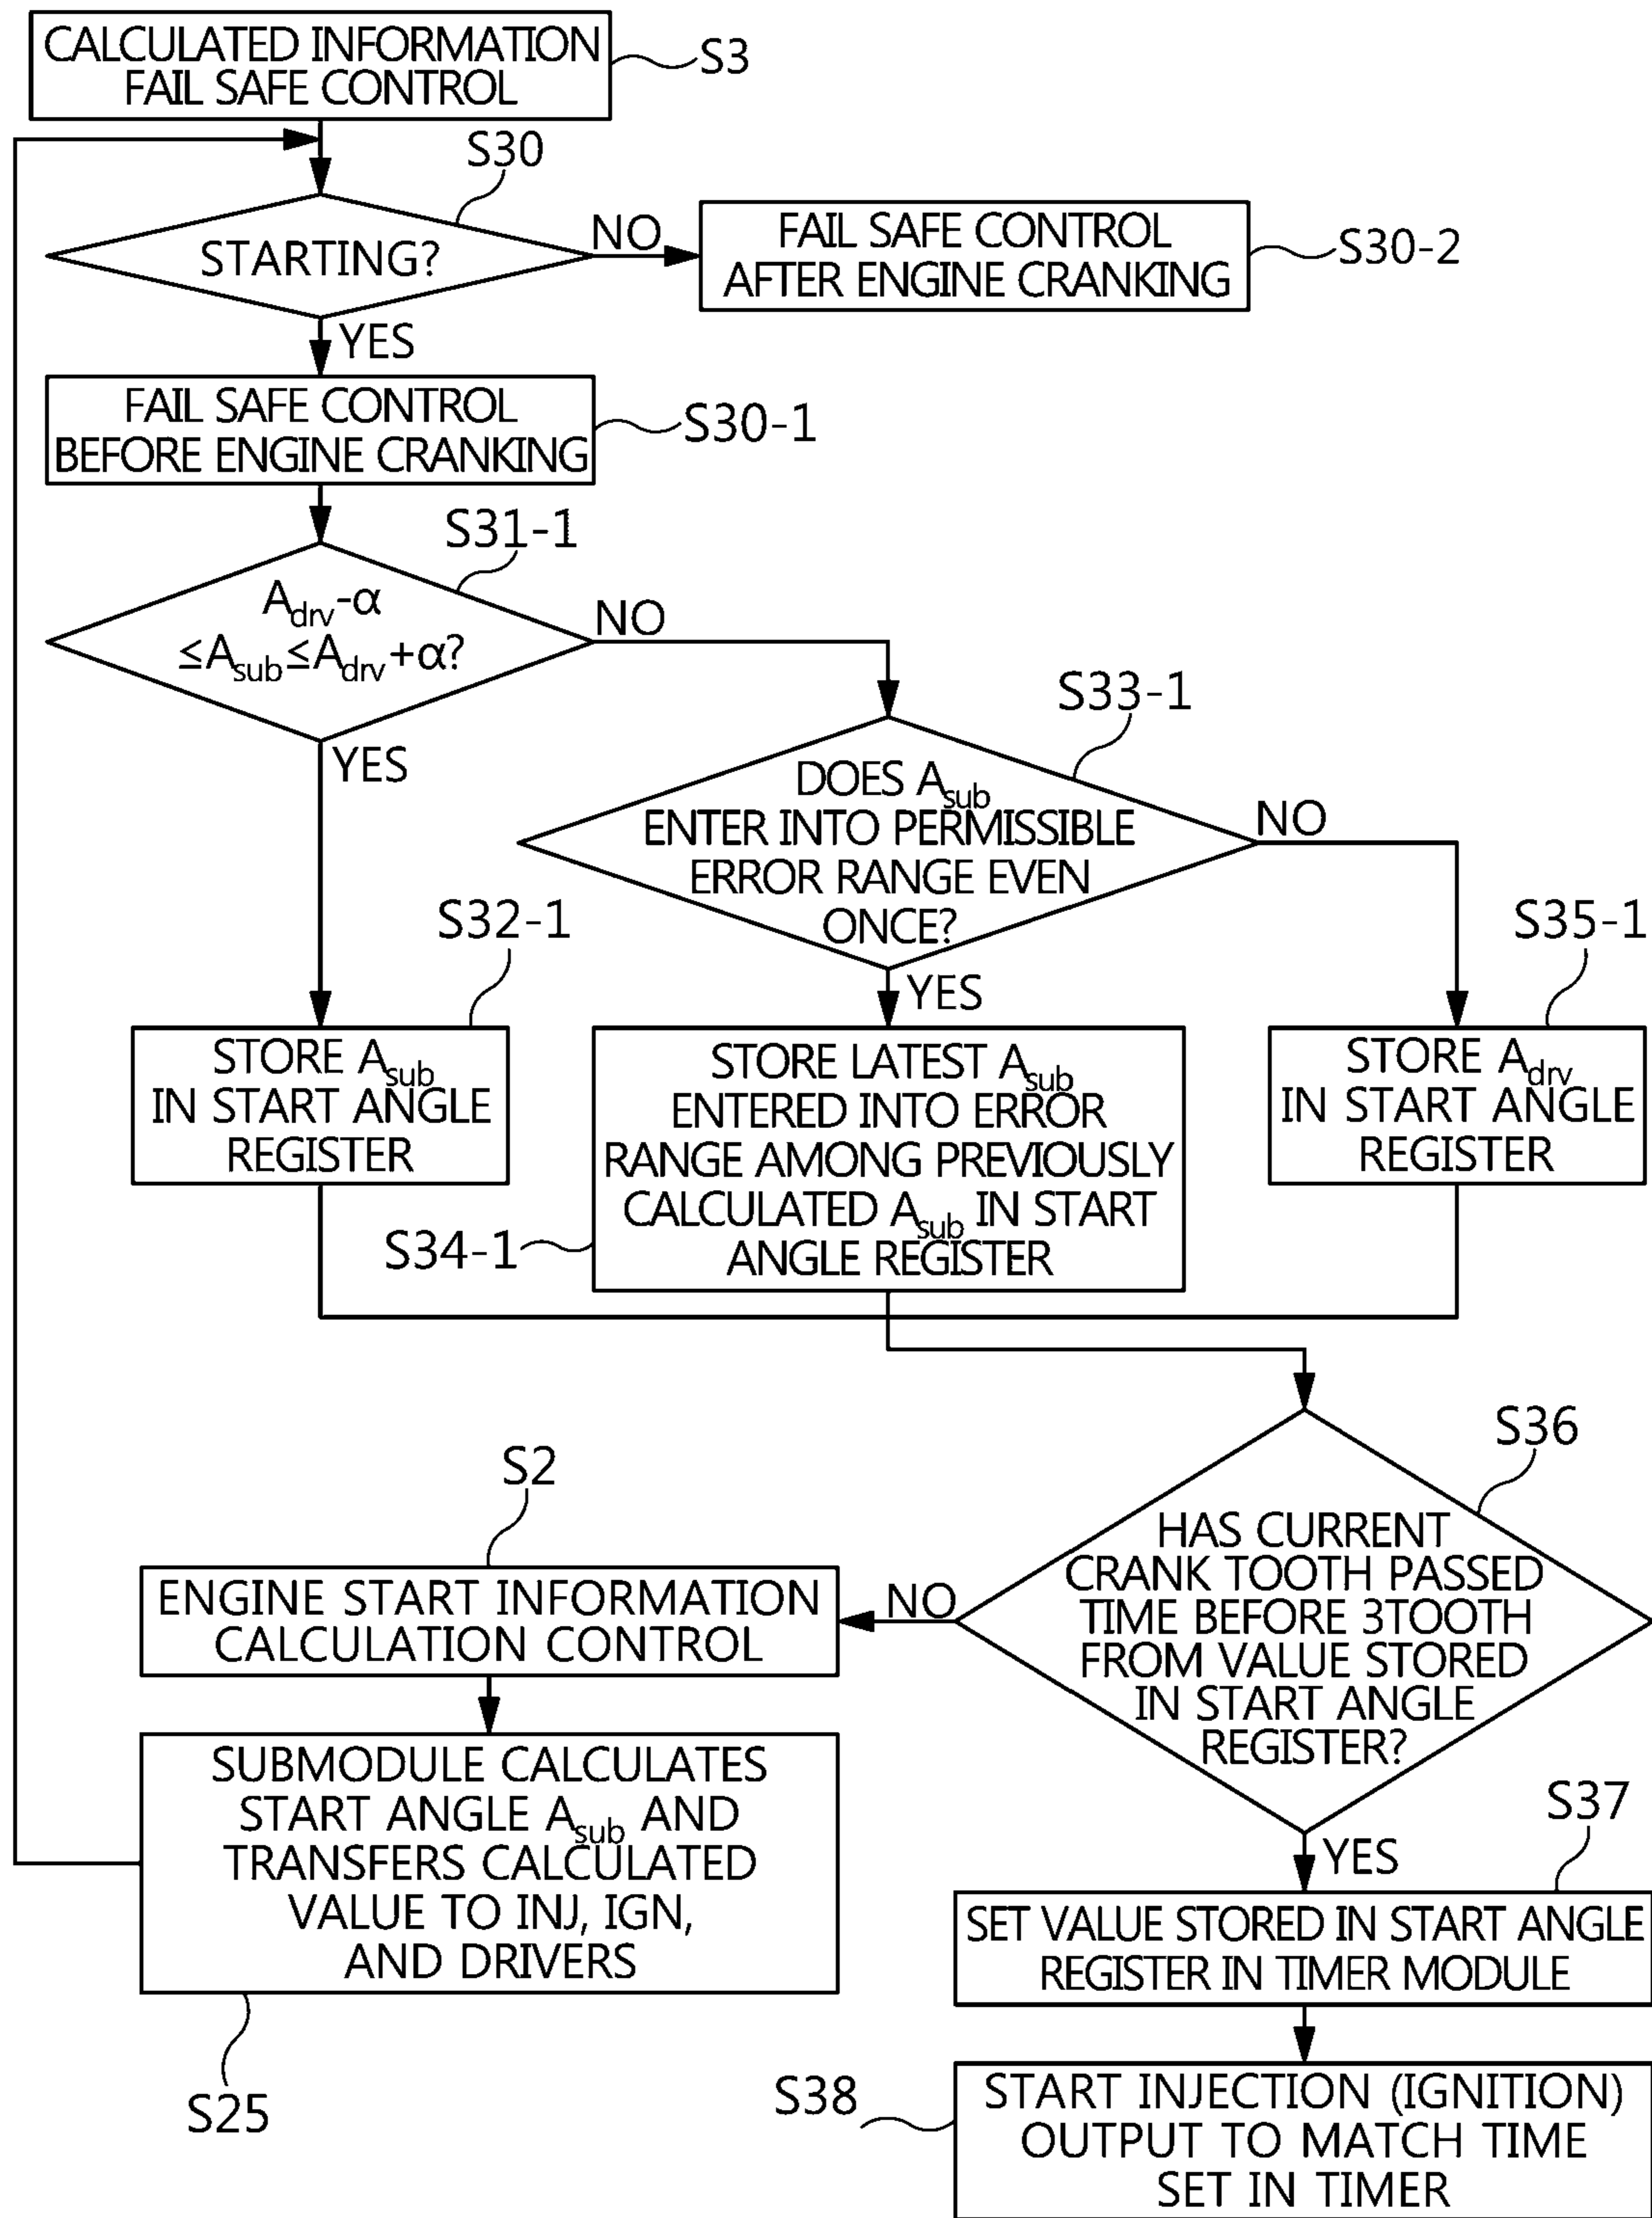 CALCULATED INFORMATION
FAIL SAFE CONTROL
S3
S30
STARTING?
NO
FAIL SAFE CONTROL
AFTER ENGINE CRANKING
S30-2
YES
FAIL SAFE CONTROL
BEFORE ENGINE CRANKING
S30-1
S31-1
Adrv-α
≤Asub≤Adrv+α?
NO
YES
S33-1
DOES Asub
ENTER INTO PERMISSIBLE
ERROR RANGE EVEN
ONCE?
NO
YES
S32-1
STORE Asub
IN START ANGLE
REGISTER
STORE LATEST Asub
ENTERED INTO ERROR
RANGE AMONG PREVIOUSLY
CALCULATED Asub IN START
ANGLE REGISTER
S34-1
S35-1
STORE Adrv
IN START ANGLE
REGISTER
S36
HAS CURRENT
CRANK TOOTH PASSED
TIME BEFORE 3TOOTH
FROM VALUE STORED
IN START ANGLE
REGISTER?
NO
YES
S2
ENGINE START INFORMATION
CALCULATION CONTROL
SUBMODULE CALCULATES
START ANGLE Asub AND
TRANSFERS CALCULATED
VALUE TO INJ, IGN,
AND DRIVERS
S25
S37
SET VALUE STORED IN START ANGLE
REGISTER IN TIMER MODULE
S38
START INJECTION (IGNITION)
OUTPUT TO MATCH TIME
SET IN TIMER